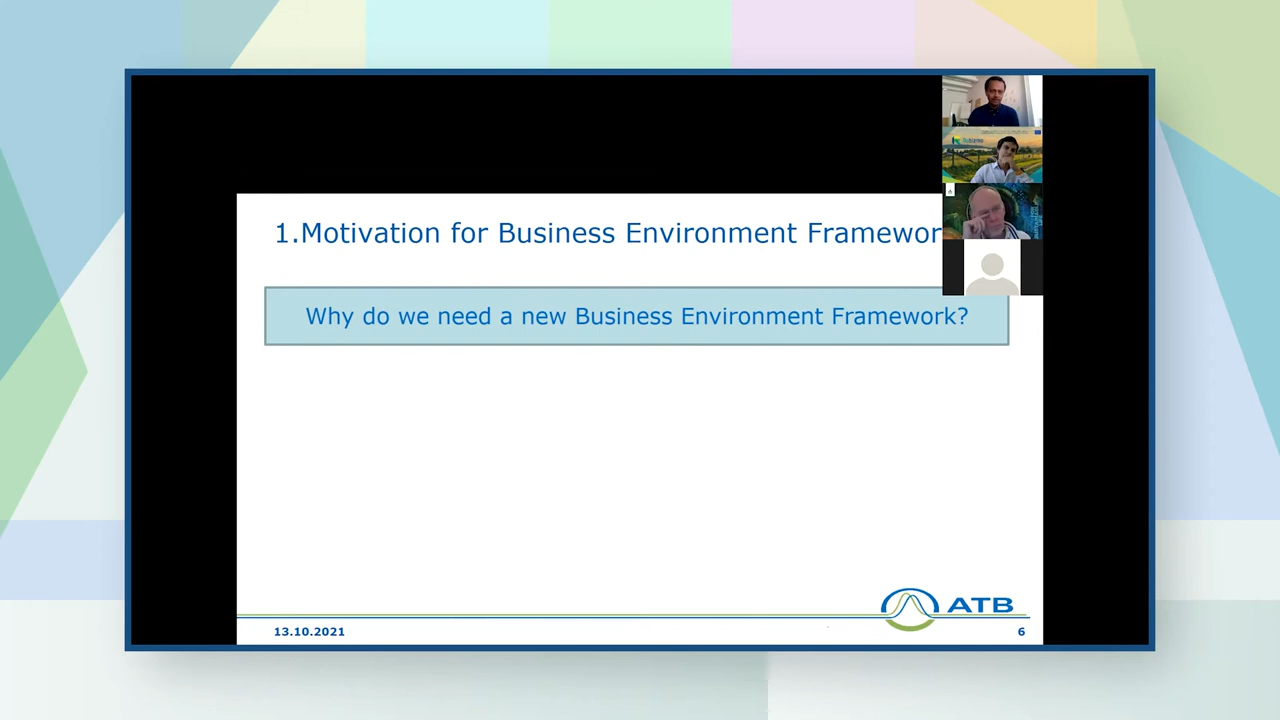 1.Motivation for Business Environment Framewor
Why do we need a new Business Environment Framework?
ATB
13.10.2021
6